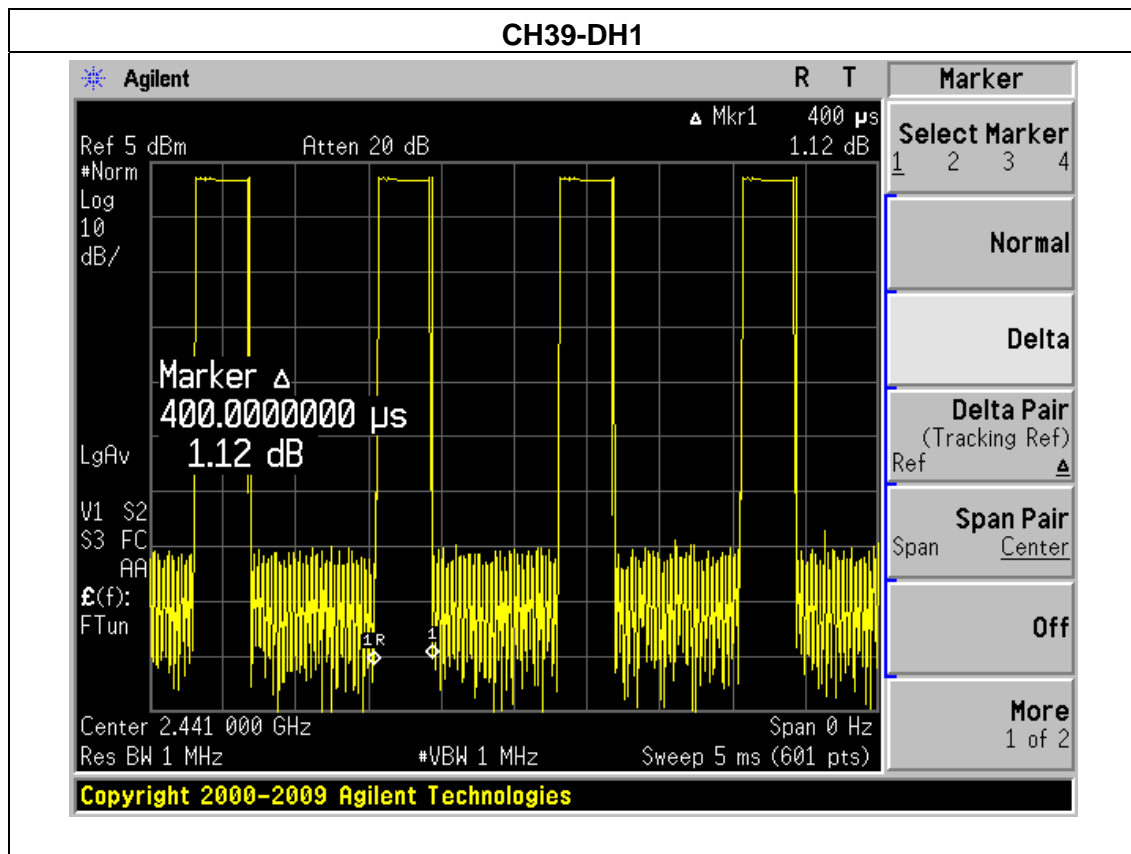 CH39-DH1
Agilent R T
Δ Mkr1 400 µs
Ref 5 dBm Atten 20 dB 1.12 dB
#Norm
Log
10
dB/
Marker Δ
400.0000000 µs
1.12 dB
LgAv
V1 S2
S3 FC
AA
£(f):
FTun
1R 1
Center 2.441 000 GHz Span 0 Hz
Res BW 1 MHz #VBW 1 MHz Sweep 5 ms (601 pts)
Copyright 2000-2009 Agilent Technologies
Marker
Select Marker
1 2 3 4
Normal
Delta
Delta Pair
(Tracking Ref)
Ref Δ
Span Pair
Span Center
Off
More
1 of 2